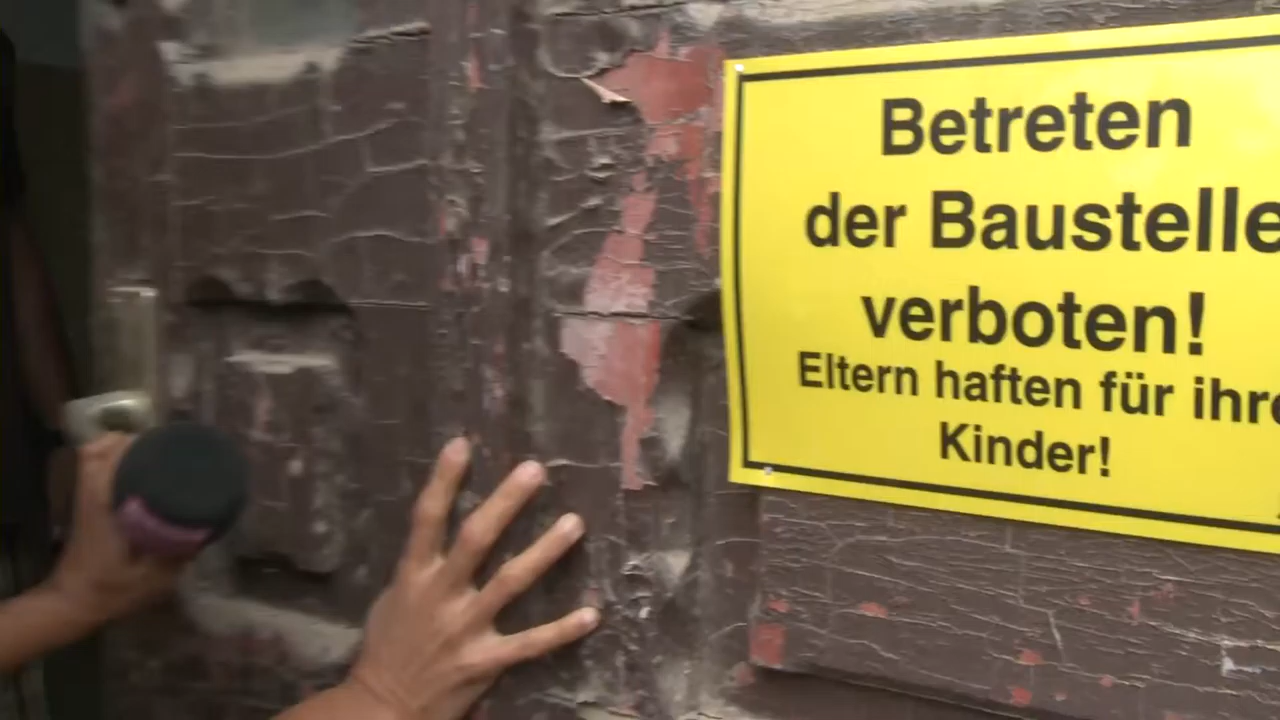 Betreten
der Baustelle
verboten!
Eltern haften für ihre
Kinder!